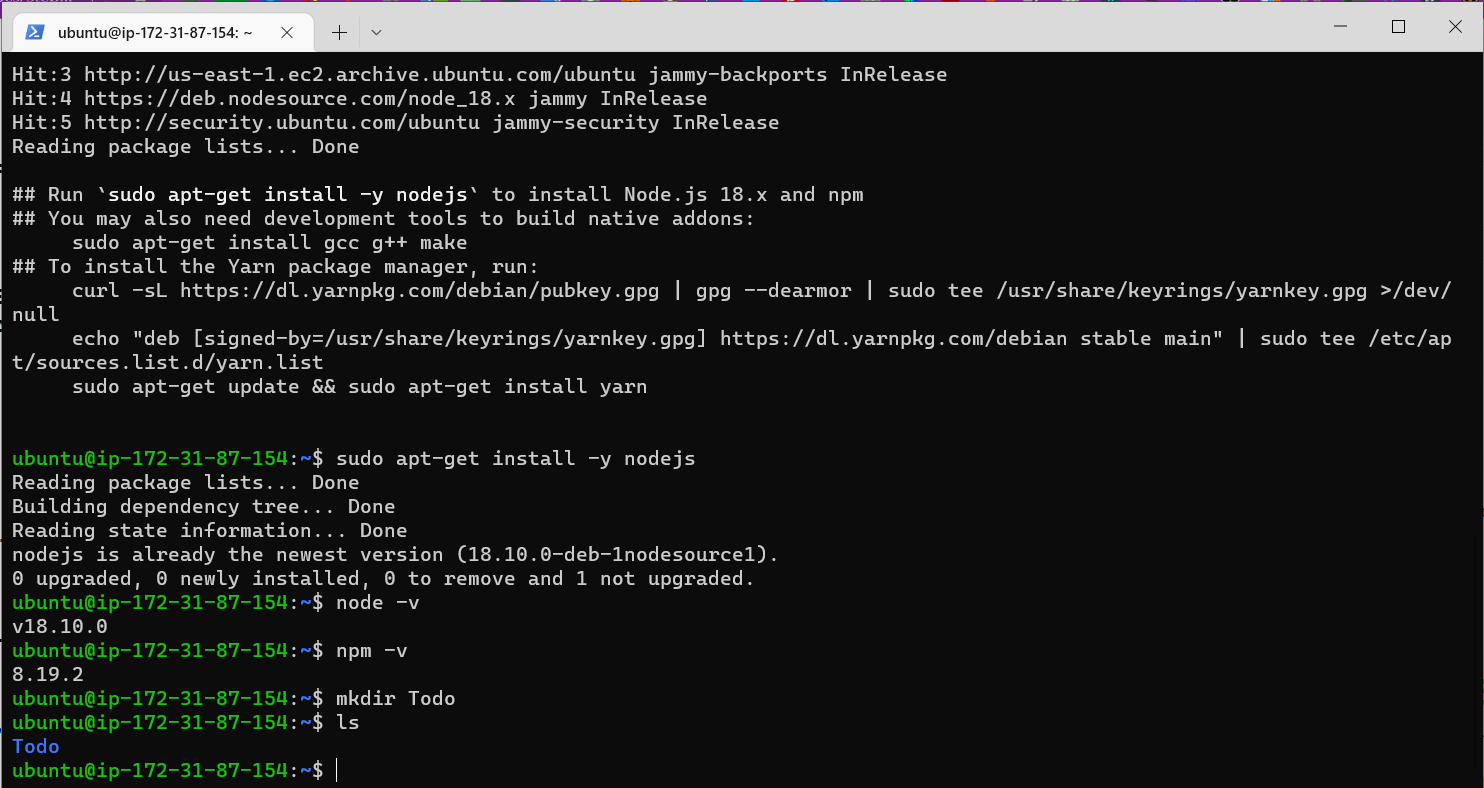 ubuntu@ip-172-31-87-154: ~
Hit:3 http://us-east-1.ec2.archive.ubuntu.com/ubuntu jammy-backports InRelease
Hit:4 https://deb.nodesource.com/node_18.x jammy InRelease
Hit:5 http://security.ubuntu.com/ubuntu jammy-security InRelease
Reading package lists... Done
## Run `sudo apt-get install -y nodejs` to install Node.js 18.x and npm
## You may also need development tools to build native addons:
     sudo apt-get install gcc g++ make
## To install the Yarn package manager, run:
     curl -sL https://dl.yarnpkg.com/debian/pubkey.gpg | gpg --dearmor | sudo tee /usr/share/keyrings/yarnkey.gpg >/dev/
null
     echo "deb [signed-by=/usr/share/keyrings/yarnkey.gpg] https://dl.yarnpkg.com/debian stable main" | sudo tee /etc/ap
t/sources.list.d/yarn.list
     sudo apt-get update && sudo apt-get install yarn
ubuntu@ip-172-31-87-154:~$ sudo apt-get install -y nodejs
Reading package lists... Done
Building dependency tree... Done
Reading state information... Done
nodejs is already the newest version (18.10.0-deb-1nodesource1).
0 upgraded, 0 newly installed, 0 to remove and 1 not upgraded.
ubuntu@ip-172-31-87-154:~$ node -v
v18.10.0
ubuntu@ip-172-31-87-154:~$ npm -v
8.19.2
ubuntu@ip-172-31-87-154:~$ mkdir Todo
ubuntu@ip-172-31-87-154:~$ ls
Todo
ubuntu@ip-172-31-87-154:~$